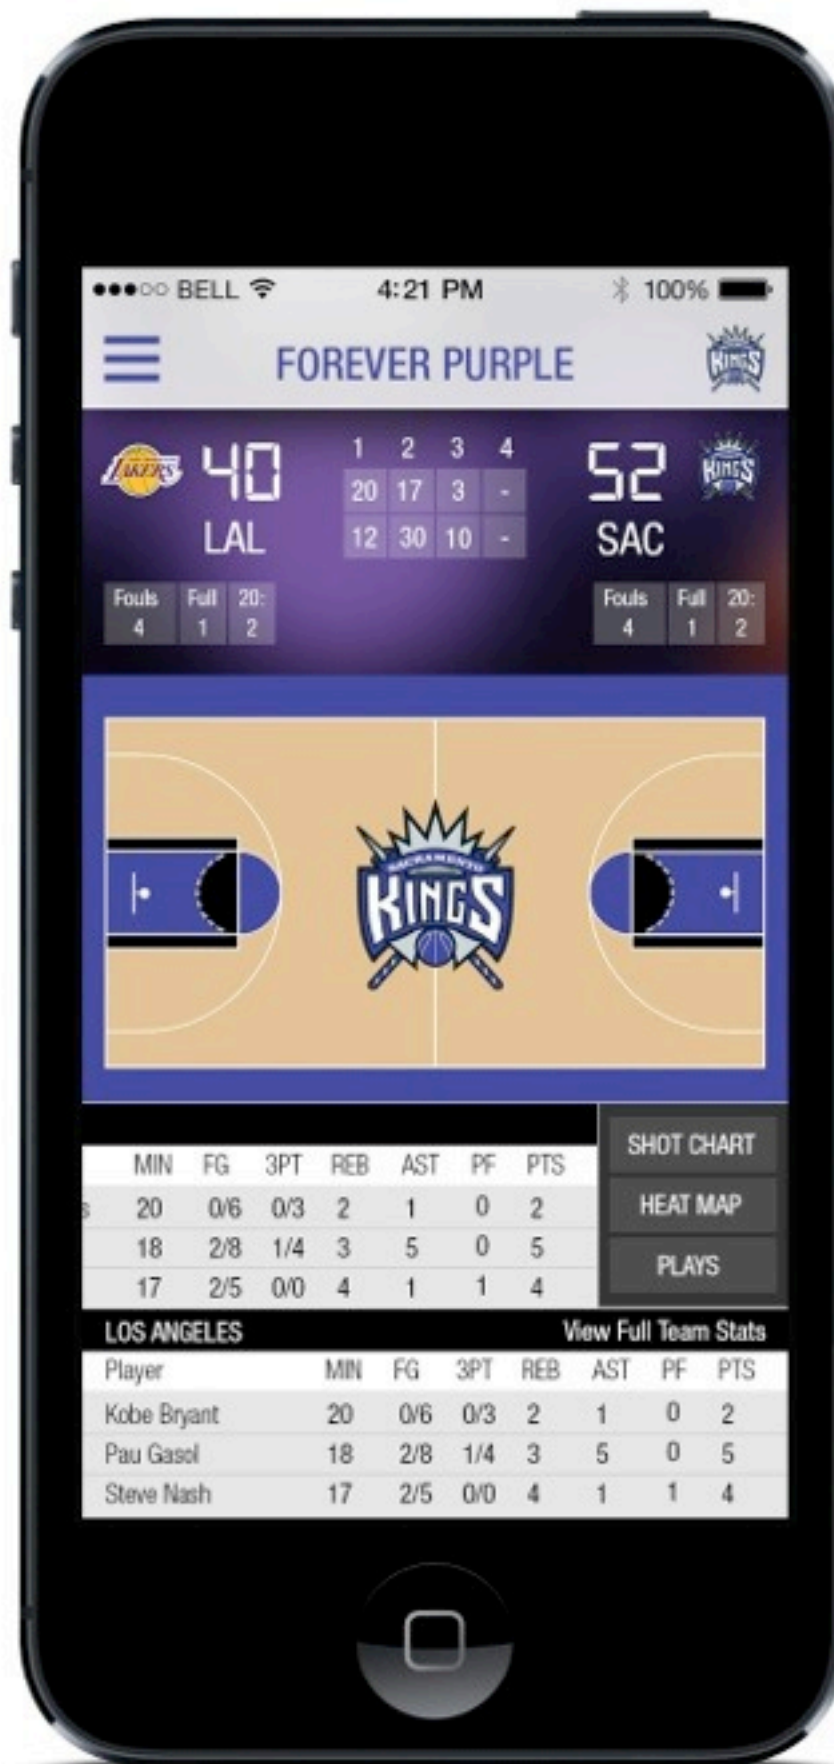 BELL 4:21 PM 100%
FOREVER PURPLE KINGS
LAKERS 40 1 2 3 4 52 KINGS
20 17 3 -
LAL 12 30 10 - SAC
Fouls Full 20: Fouls Full 20:
4 1 2 4 1 2
SACRAMENTO
KINGS
SHOT CHART
MIN FG 3PT REB AST PF PTS
s 20 0/6 0/3 2 1 0 2 HEAT MAP
18 2/8 1/4 3 5 0 5 PLAYS
17 2/5 0/0 4 1 1 4
LOS ANGELES View Full Team Stats
Player MIN FG 3PT REB AST PF PTS
Kobe Bryant 20 0/6 0/3 2 1 0 2
Pau Gasol 18 2/8 1/4 3 5 0 5
Steve Nash 17 2/5 0/0 4 1 1 4